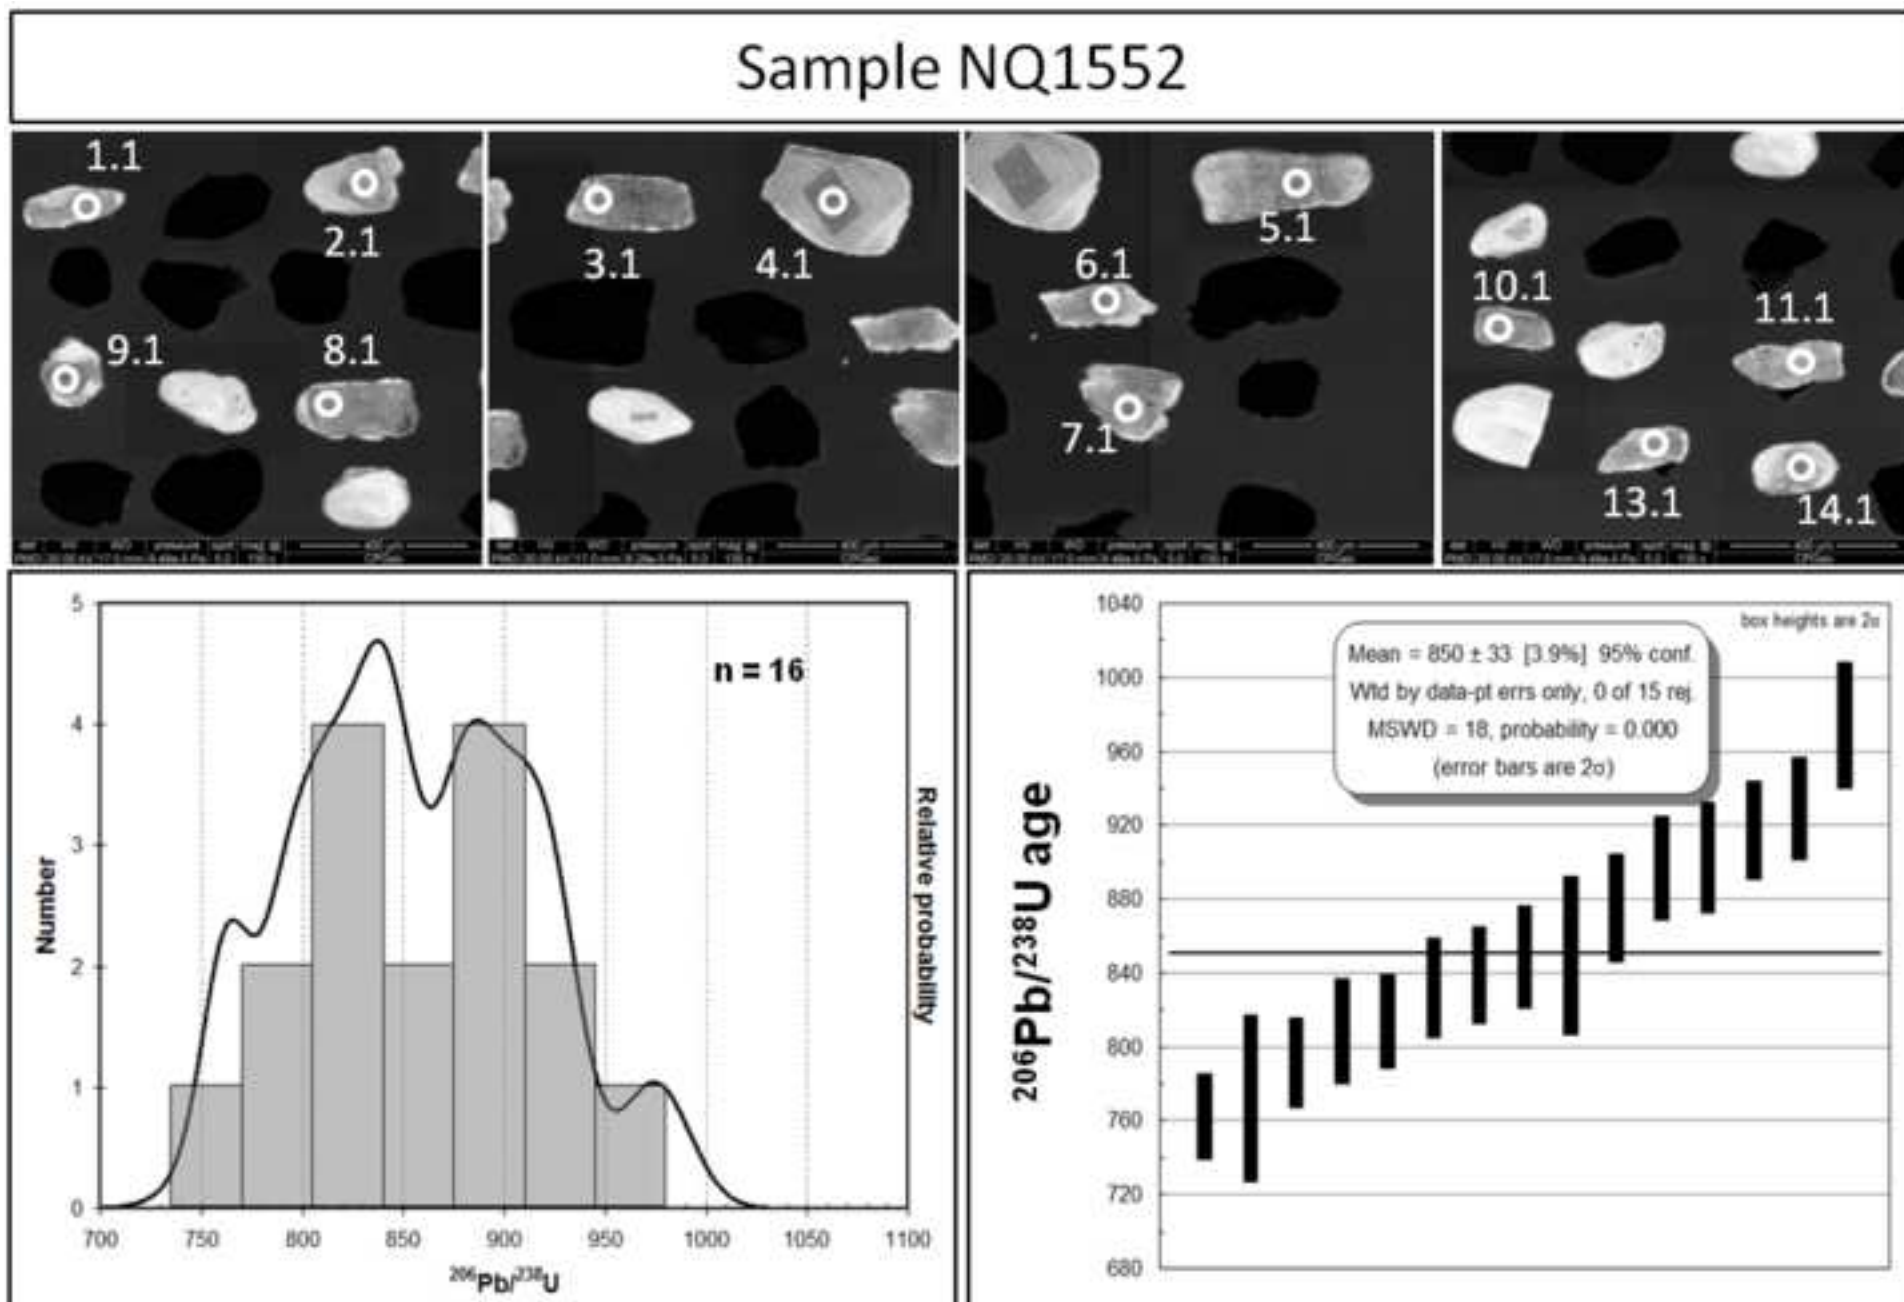 Sample NQ1552
1.1
2.1
9.1
8.1
3.1
4.1
5.1
6.1
7.1
10.1
11.1
13.1
14.1
n = 16
Number
Relative probability
5
4
3
2
1
0
700 750 800 850 900 950 1000 1050 1100
²⁰⁶Pb/²³⁸U
²⁰⁶Pb/²³⁸U age
box heights are 2σ
Mean = 850 ± 33 [3.9%] 95% conf.
Wtd by data-pt errs only, 0 of 15 rej.
MSWD = 18, probability = 0.000
(error bars are 2σ)
1040
1000
960
920
880
840
800
760
720
680